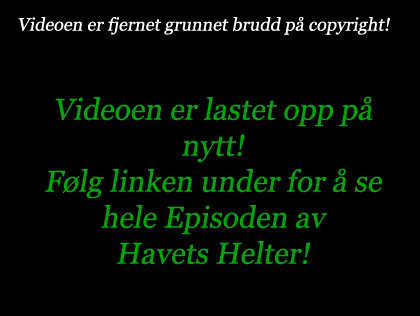 Videoen er fjernet grunnet brudd på copyright!
Videoen er lastet opp på
nytt!
Følg linken under for å se
hele Episoden av
Havets Helter!